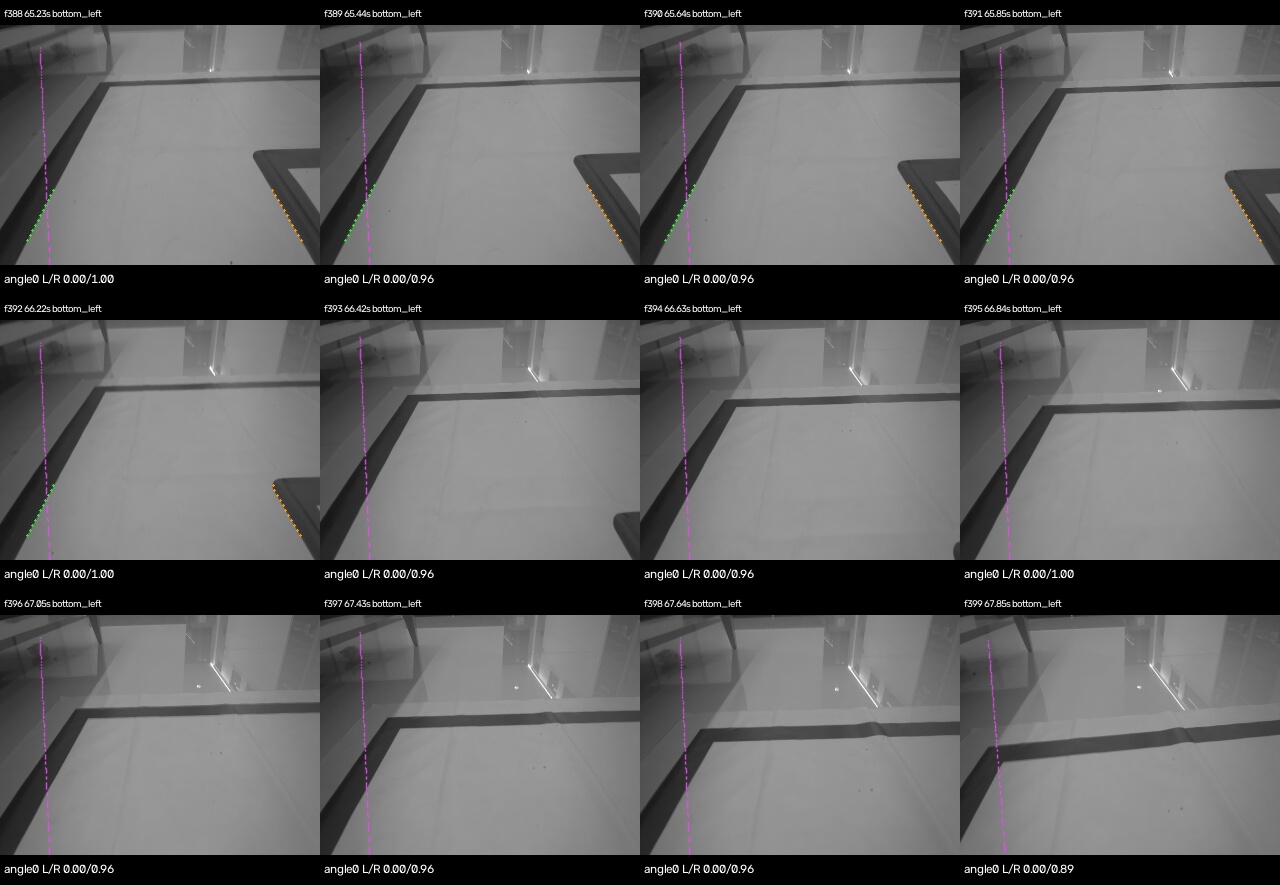 f388 65.23s bottom_left
f389 65.44s bottom_left
f390 65.64s bottom_left
f391 65.85s bottom_left
angle0 L/R 0.00/1.00
angle0 L/R 0.00/0.96
angle0 L/R 0.00/0.96
angle0 L/R 0.00/0.96
f392 66.22s bottom_left
f393 66.42s bottom_left
f394 66.63s bottom_left
f395 66.84s bottom_left
angle0 L/R 0.00/1.00
angle0 L/R 0.00/0.96
angle0 L/R 0.00/0.96
angle0 L/R 0.00/1.00
f396 67.05s bottom_left
f397 67.43s bottom_left
f398 67.64s bottom_left
f399 67.85s bottom_left
angle0 L/R 0.00/0.96
angle0 L/R 0.00/0.96
angle0 L/R 0.00/0.96
angle0 L/R 0.00/0.89